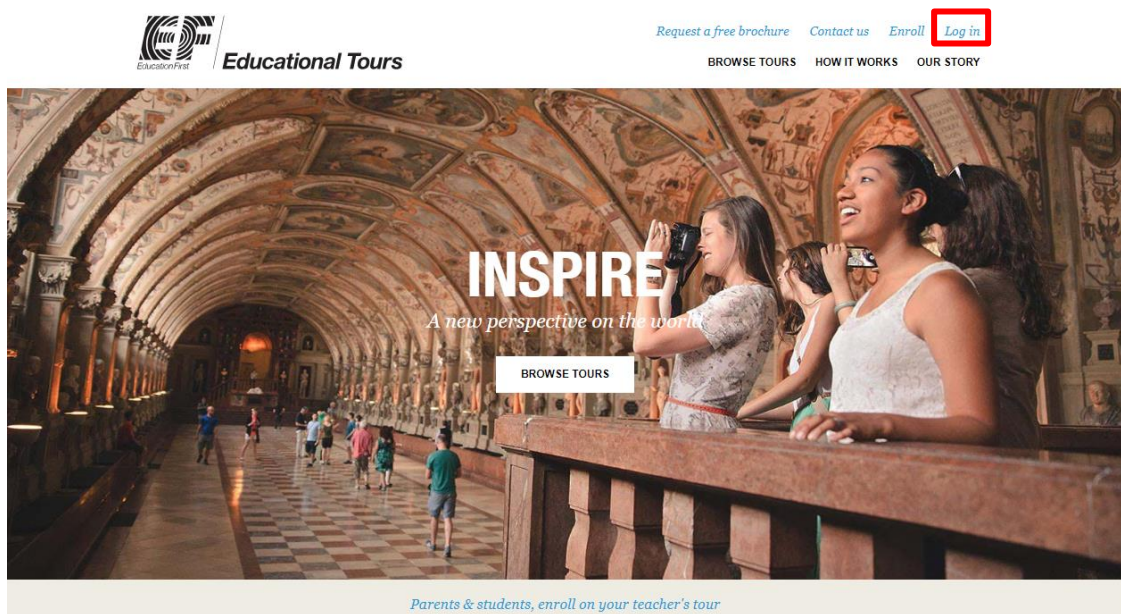 Education First
Educational Tours
Request a free brochure Contact us Enroll Log in
BROWSE TOURS HOW IT WORKS OUR STORY
INSPIRE
A new perspective on the world
BROWSE TOURS
Parents & students, enroll on your teacher's tour